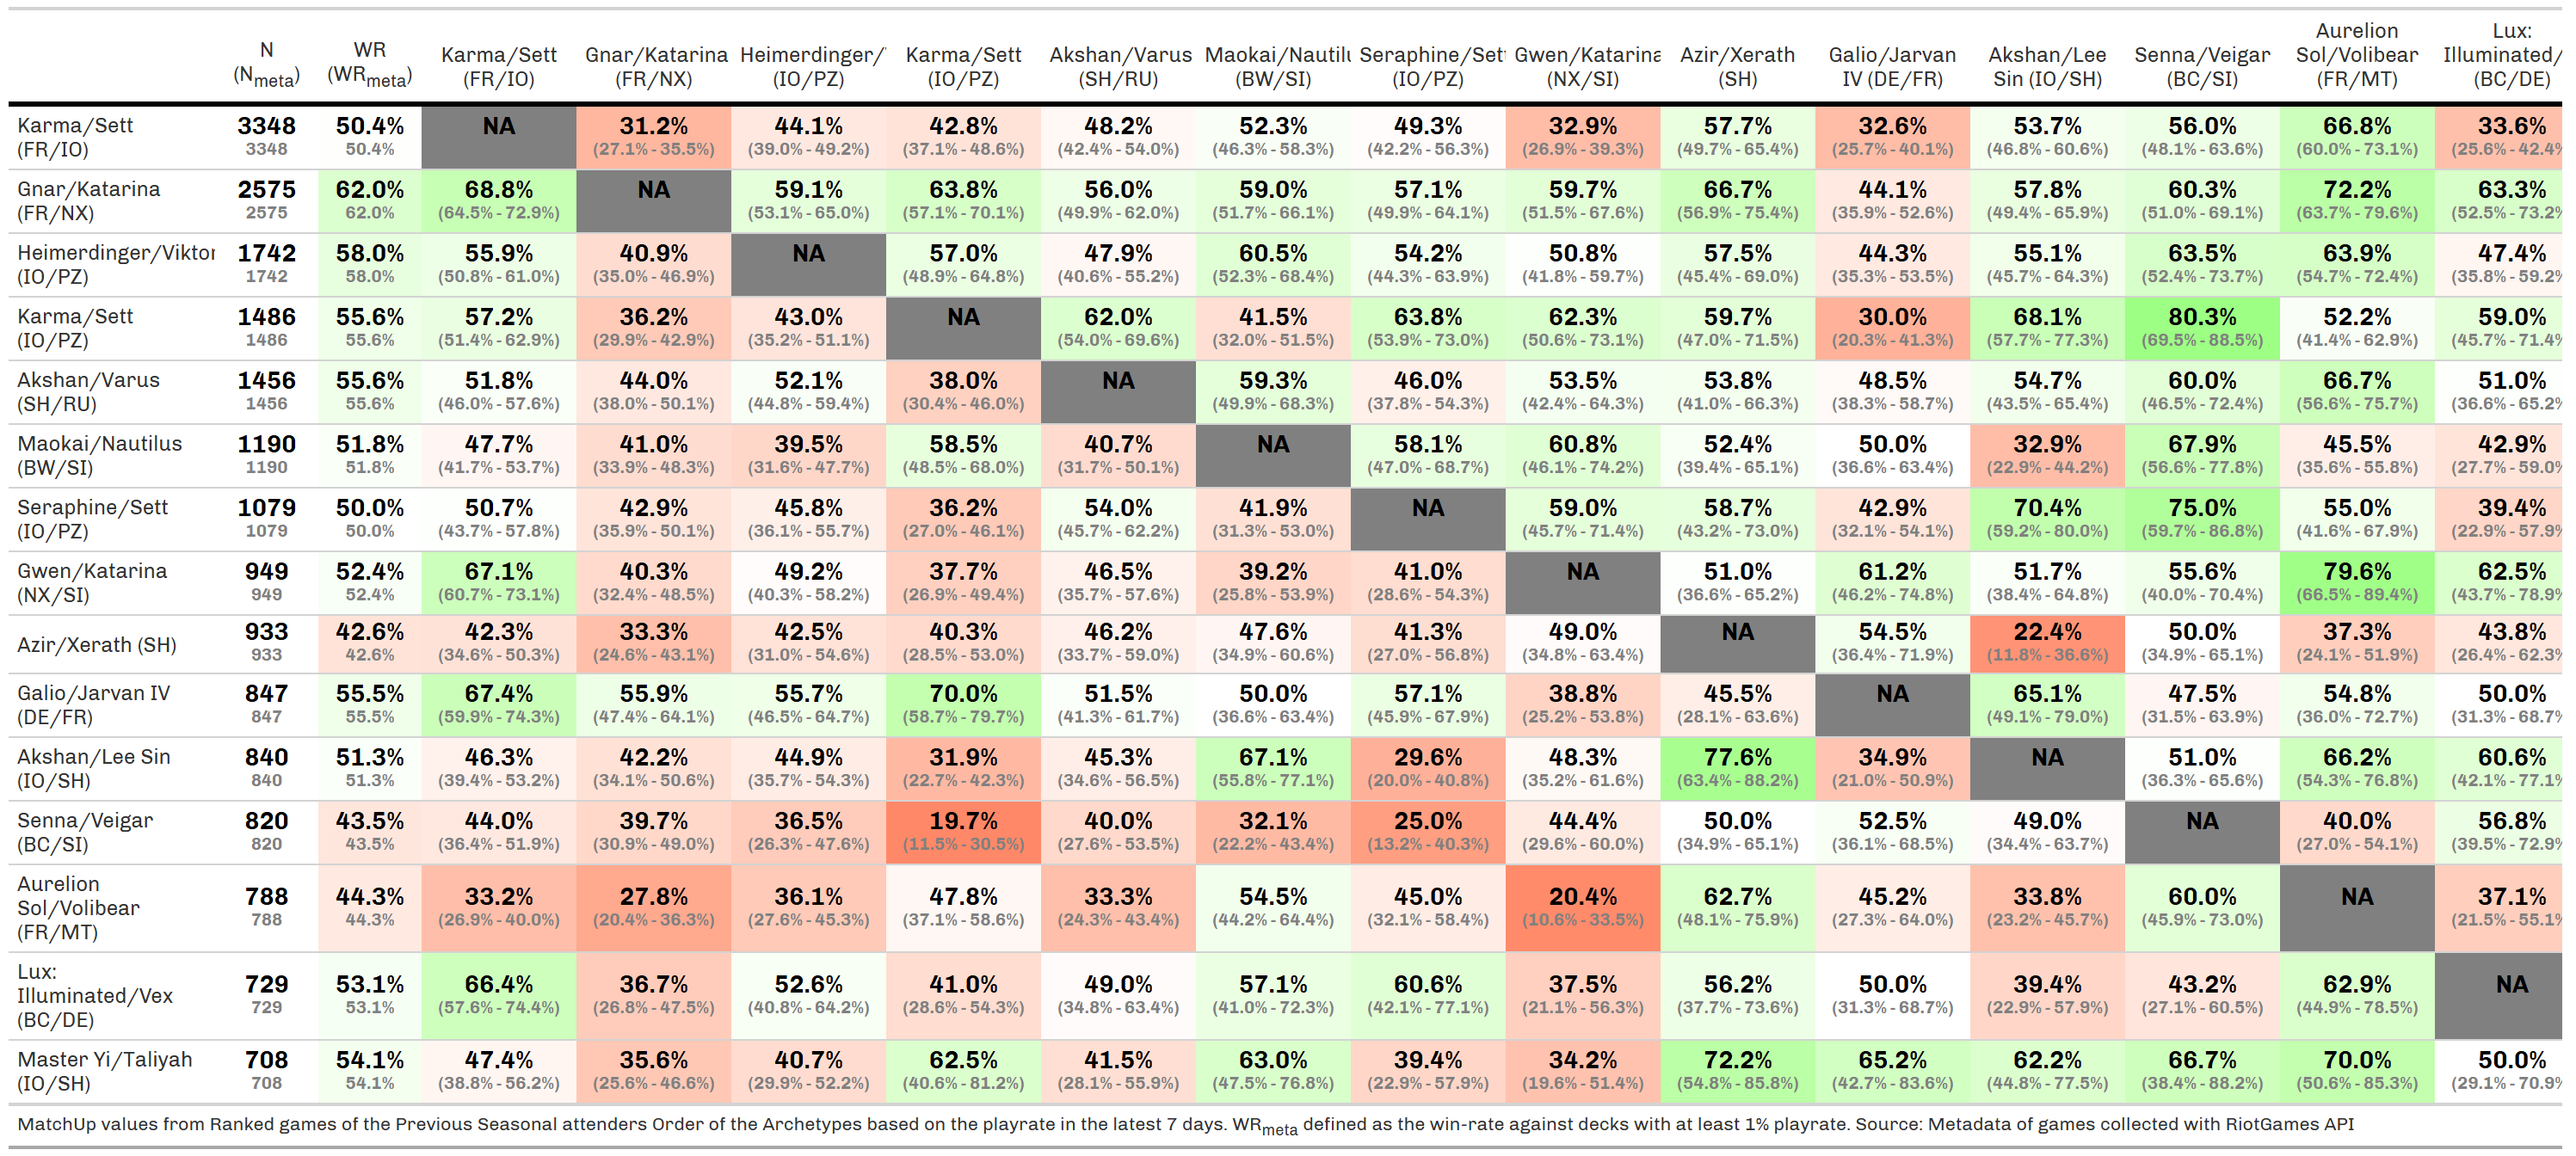 N (Nmeta) WR (WRmeta) Karma/Sett (FR/IO) Gnar/Katarina (FR/NX) Heimerdinger/ (IO/PZ) Karma/Sett (IO/PZ) Akshan/Varus (SH/RU) Maokai/Nautilu (BW/SI) Seraphine/Sett (IO/PZ) Gwen/Katarina (NX/SI) Azir/Xerath (SH) Galio/Jarvan IV (DE/FR) Akshan/Lee Sin (IO/SH) Senna/Veigar (BC/SI) Aurelion Sol/Volibear (FR/MT) Lux: Illuminated/ (BC/DE)
Karma/Sett 3348 50.4% NA 31.2% 44.1% 42.8% 48.2% 52.3% 49.3% 32.9% 57.7% 32.6% 53.7% 56.0% 66.8% 33.6%
(FR/IO) 3348 50.4% (27.1% - 35.5%) (39.0% - 49.2%) (37.1% - 48.6%) (42.4% - 54.0%) (46.3% - 58.3%) (42.2% - 56.3%) (26.9% - 39.3%) (49.7% - 65.4%) (25.7% - 40.1%) (46.8% - 60.6%) (48.1% - 63.6%) (60.0% - 73.1%) (25.6% - 42.4%
Gnar/Katarina 2575 62.0% 68.8% NA 59.1% 63.8% 56.0% 59.0% 57.1% 59.7% 66.7% 44.1% 57.8% 60.3% 72.2% 63.3%
(FR/NX) 2575 62.0% (64.5% - 72.9%) (53.1% - 65.0%) (57.1% - 70.1%) (49.9% - 62.0%) (51.7% - 66.1%) (49.9% - 64.1%) (51.5% - 67.6%) (56.9% - 75.4%) (35.9% - 52.6%) (49.4% - 65.9%) (51.0% - 69.1%) (63.7% - 79.6%) (52.5% - 73.2%
Heimerdinger/Viktor 1742 58.0% 55.9% 40.9% NA 57.0% 47.9% 60.5% 54.2% 50.8% 57.5% 44.3% 55.1% 63.5% 63.9% 47.4%
(IO/PZ) 1742 58.0% (50.8% - 61.0%) (35.0% - 46.9%) (48.9% - 64.8%) (40.6% - 55.2%) (52.3% - 68.4%) (44.3% - 63.9%) (41.8% - 59.7%) (45.4% - 69.0%) (35.3% - 53.5%) (45.7% - 64.3%) (52.4% - 73.7%) (54.7% - 72.4%) (35.8% - 59.2%
Karma/Sett 1486 55.6% 57.2% 36.2% 43.0% NA 62.0% 41.5% 63.8% 62.3% 59.7% 30.0% 68.1% 80.3% 52.2% 59.0%
(IO/PZ) 1486 55.6% (51.4% - 62.9%) (29.9% - 42.9%) (35.2% - 51.1%) (54.0% - 69.6%) (32.0% - 51.5%) (53.9% - 73.0%) (50.6% - 73.1%) (47.0% - 71.5%) (20.3% - 41.3%) (57.7% - 77.3%) (69.5% - 88.5%) (41.4% - 62.9%) (45.7% - 71.4%
Akshan/Varus 1456 55.6% 51.8% 44.0% 52.1% 38.0% NA 59.3% 46.0% 53.5% 53.8% 48.5% 54.7% 60.0% 66.7% 51.0%
(SH/RU) 1456 55.6% (46.0% - 57.6%) (38.0% - 50.1%) (44.8% - 59.4%) (30.4% - 46.0%) (49.9% - 68.3%) (37.8% - 54.3%) (42.4% - 64.3%) (41.0% - 66.3%) (38.3% - 58.7%) (43.5% - 65.4%) (46.5% - 72.4%) (56.6% - 75.7%) (36.6% - 65.2%
Maokai/Nautilus 1190 51.8% 47.7% 41.0% 39.5% 58.5% 40.7% NA 58.1% 60.8% 52.4% 50.0% 32.9% 67.9% 45.5% 42.9%
(BW/SI) 1190 51.8% (41.7% - 53.7%) (33.9% - 48.3%) (31.6% - 47.7%) (48.5% - 68.0%) (31.7% - 50.1%) (47.0% - 68.7%) (46.1% - 74.2%) (39.4% - 65.1%) (36.6% - 63.4%) (22.9% - 44.2%) (56.6% - 77.8%) (35.6% - 55.8%) (27.7% - 59.0%
Seraphine/Sett 1079 50.0% 50.7% 42.9% 45.8% 36.2% 54.0% 41.9% NA 59.0% 58.7% 42.9% 70.4% 75.0% 55.0% 39.4%
(IO/PZ) 1079 50.0% (43.7% - 57.8%) (35.9% - 50.1%) (36.1% - 55.7%) (27.0% - 46.1%) (45.7% - 62.2%) (31.3% - 53.0%) (45.7% - 71.4%) (43.2% - 73.0%) (32.1% - 54.1%) (59.2% - 80.0%) (59.7% - 86.8%) (41.6% - 67.9%) (22.9% - 57.9%
Gwen/Katarina 949 52.4% 67.1% 40.3% 49.2% 37.7% 46.5% 39.2% 41.0% NA 51.0% 61.2% 51.7% 55.6% 79.6% 62.5%
(NX/SI) 949 52.4% (60.7% - 73.1%) (32.4% - 48.5%) (40.3% - 58.2%) (26.9% - 49.4%) (35.7% - 57.6%) (25.8% - 53.9%) (28.6% - 54.3%) (36.6% - 65.2%) (46.2% - 74.8%) (38.4% - 64.8%) (40.0% - 70.4%) (66.5% - 89.4%) (43.7% - 78.9%
Azir/Xerath (SH) 933 42.6% 42.3% 33.3% 42.5% 40.3% 46.2% 47.6% 41.3% 49.0% NA 54.5% 22.4% 50.0% 37.3% 43.8%
933 42.6% (34.6% - 50.3%) (24.6% - 43.1%) (31.0% - 54.6%) (28.5% - 53.0%) (33.7% - 59.0%) (34.9% - 60.6%) (27.0% - 56.8%) (34.8% - 63.4%) (36.4% - 71.9%) (11.8% - 36.6%) (34.9% - 65.1%) (24.1% - 51.9%) (26.4% - 62.3%
Galio/Jarvan IV 847 55.5% 67.4% 55.9% 55.7% 70.0% 51.5% 50.0% 57.1% 38.8% 45.5% NA 65.1% 47.5% 54.8% 50.0%
(DE/FR) 847 55.5% (59.9% - 74.3%) (47.4% - 64.1%) (46.5% - 64.7%) (58.7% - 79.7%) (41.3% - 61.7%) (36.6% - 63.4%) (45.9% - 67.9%) (25.2% - 53.8%) (28.1% - 63.6%) (49.1% - 79.0%) (31.5% - 63.9%) (36.0% - 72.7%) (31.3% - 68.7%
Akshan/Lee Sin 840 51.3% 46.3% 42.2% 44.9% 31.9% 45.3% 67.1% 29.6% 48.3% 77.6% 34.9% NA 51.0% 66.2% 60.6%
(IO/SH) 840 51.3% (39.4% - 53.2%) (34.1% - 50.6%) (35.7% - 54.3%) (22.7% - 42.3%) (34.6% - 56.5%) (55.8% - 77.1%) (20.0% - 40.8%) (35.2% - 61.6%) (63.4% - 88.2%) (21.0% - 50.9%) (36.3% - 65.6%) (54.3% - 76.8%) (42.1% - 77.1%
Senna/Veigar 820 43.5% 44.0% 39.7% 36.5% 19.7% 40.0% 32.1% 25.0% 44.4% 50.0% 52.5% 49.0% NA 40.0% 56.8%
(BC/SI) 820 43.5% (36.4% - 51.9%) (30.9% - 49.0%) (26.3% - 47.6%) (11.5% - 30.5%) (27.6% - 53.5%) (22.2% - 43.4%) (13.2% - 40.3%) (29.6% - 60.0%) (34.9% - 65.1%) (36.1% - 68.5%) (34.4% - 63.7%) (27.0% - 54.1%) (39.5% - 72.9%
Aurelion
Sol/Volibear 788 44.3% 33.2% 27.8% 36.1% 47.8% 33.3% 54.5% 45.0% 20.4% 62.7% 45.2% 33.8% 60.0% NA 37.1%
(FR/MT) 788 44.3% (26.9% - 40.0%) (20.4% - 36.3%) (27.6% - 45.3%) (37.1% - 58.6%) (24.3% - 43.4%) (44.2% - 64.4%) (32.1% - 58.4%) (10.6% - 33.5%) (48.1% - 75.9%) (27.3% - 64.0%) (23.2% - 45.7%) (45.9% - 73.0%) (21.5% - 55.1%
Lux:
Illuminated/Vex 729 53.1% 66.4% 36.7% 52.6% 41.0% 49.0% 57.1% 60.6% 37.5% 56.2% 50.0% 39.4% 43.2% 62.9% NA
(BC/DE) 729 53.1% (57.6% - 74.4%) (26.8% - 47.5%) (40.8% - 64.2%) (28.6% - 54.3%) (34.8% - 63.4%) (41.0% - 72.3%) (42.1% - 77.1%) (21.1% - 56.3%) (37.7% - 73.6%) (31.3% - 68.7%) (22.9% - 57.9%) (27.1% - 60.5%) (44.9% - 78.5%)
Master Yi/Taliyah 708 54.1% 47.4% 35.6% 40.7% 62.5% 41.5% 63.0% 39.4% 34.2% 72.2% 65.2% 62.2% 66.7% 70.0% 50.0%
(IO/SH) 708 54.1% (38.8% - 56.2%) (25.6% - 46.6%) (29.9% - 52.2%) (40.6% - 81.2%) (28.1% - 55.9%) (47.5% - 76.8%) (22.9% - 57.9%) (19.6% - 51.4%) (54.8% - 85.8%) (42.7% - 83.6%) (44.8% - 77.5%) (38.4% - 88.2%) (50.6% - 85.3%) (29.1% - 70.9%
MatchUp values from Ranked games of the Previous Seasonal attenders Order of the Archetypes based on the playrate in the latest 7 days. WRmeta defined as the win-rate against decks with at least 1% playrate. Source: Metadata of games collected with RiotGames API